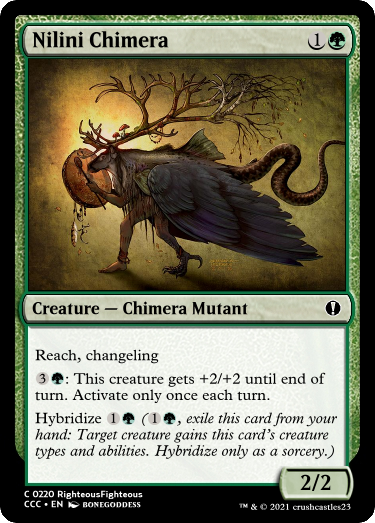 Nilini Chimera 1
Creature — Chimera Mutant
Reach, changeling
3: This creature gets +2/+2 until end of
turn. Activate only once each turn.
Hybridize 1 (1, exile this card from your
hand: Target creature gains this card's creature
types and abilities. Hybridize only as a sorcery.)
2/2
C 0220 RighteousFighteous
CCC • EN BONEGODDESS
™ & © 2021 crushcastles23